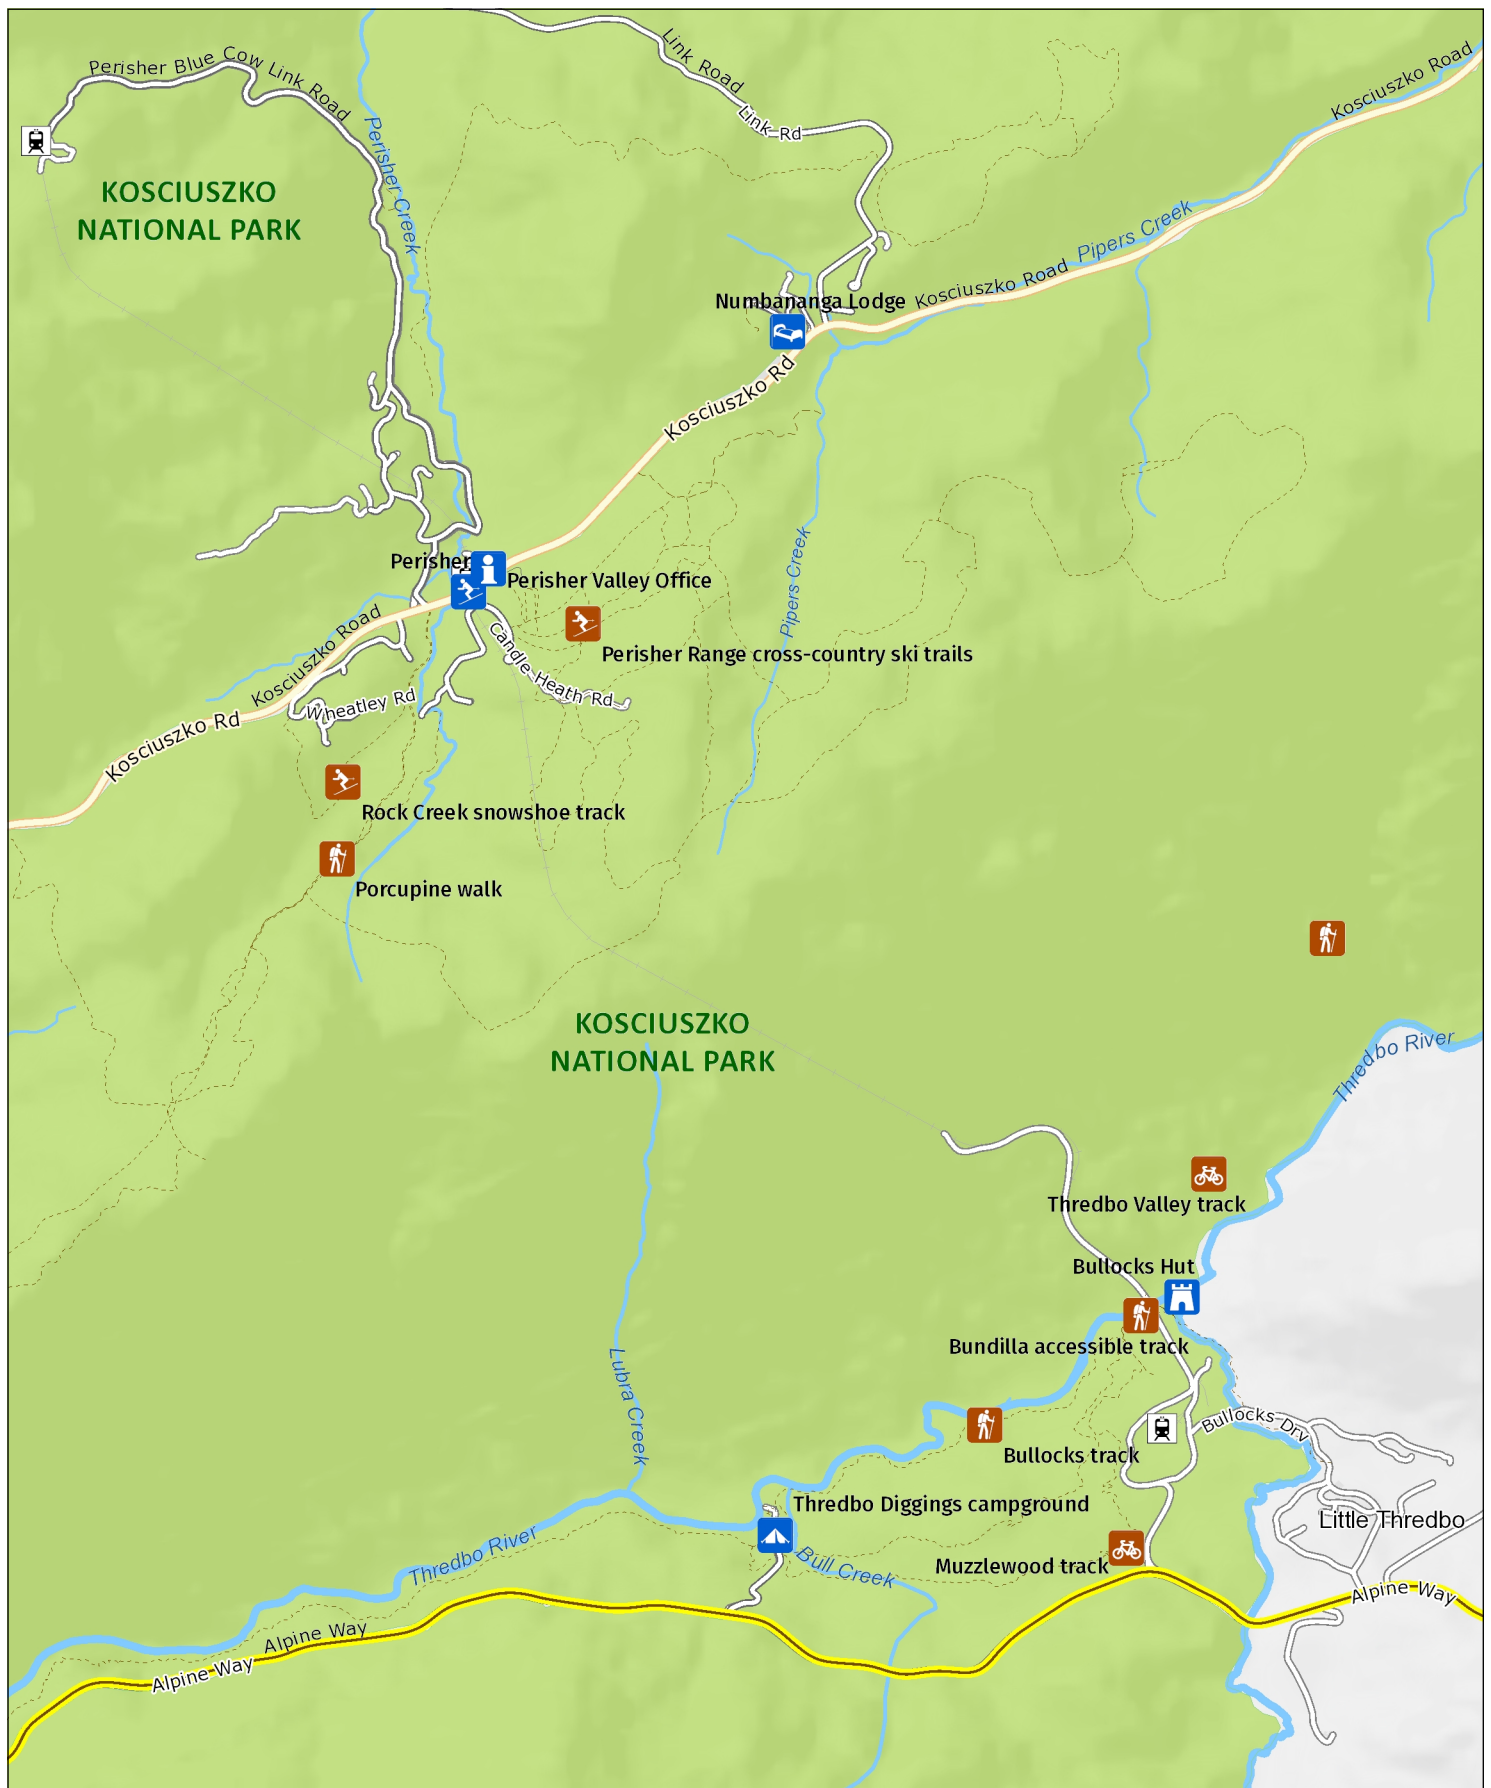 Perisher Blue Cow Link Road
Link Road
Link Rd
Kosciuszko Road
Perisher Creek
KOSCIUSZKO
NATIONAL PARK
Pipers Creek
Kosciuszko Road
Numbananga Lodge
Kosciuszko Rd
Perisher
Perisher Valley Office
Pipers Creek
Kosciuszko Road
Candle Heath Rd
Perisher Range cross-country ski trails
Wheatley Rd
Kosciuszko Rd
Rock Creek snowshoe track
Porcupine walk
KOSCIUSZKO
NATIONAL PARK
Thredbo River
Thredbo Valley track
Bullocks Hut
Bundilla accessible track
Lubra Creek
Bullocks Drv
Bullocks track
Thredbo Diggings campground
Little Thredbo
Thredbo River
Bull Creek
Muzzlewood track
Alpine Way
Alpine Way
Alpine Way